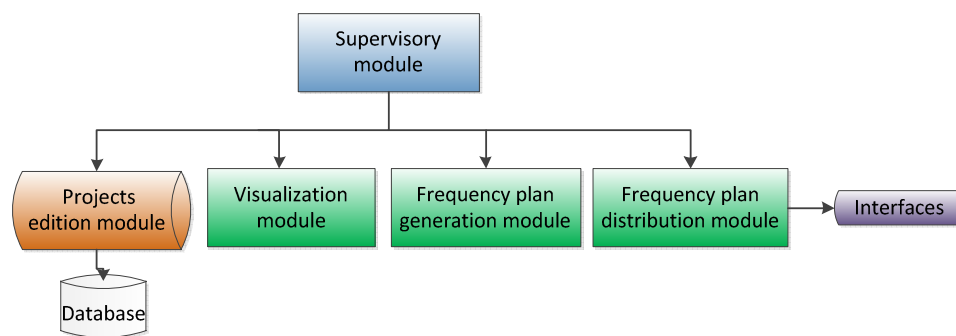 Supervisory
module
Projects
edition module
Visualization
module
Frequency plan
generation module
Frequency plan
distribution module
Interfaces
Database